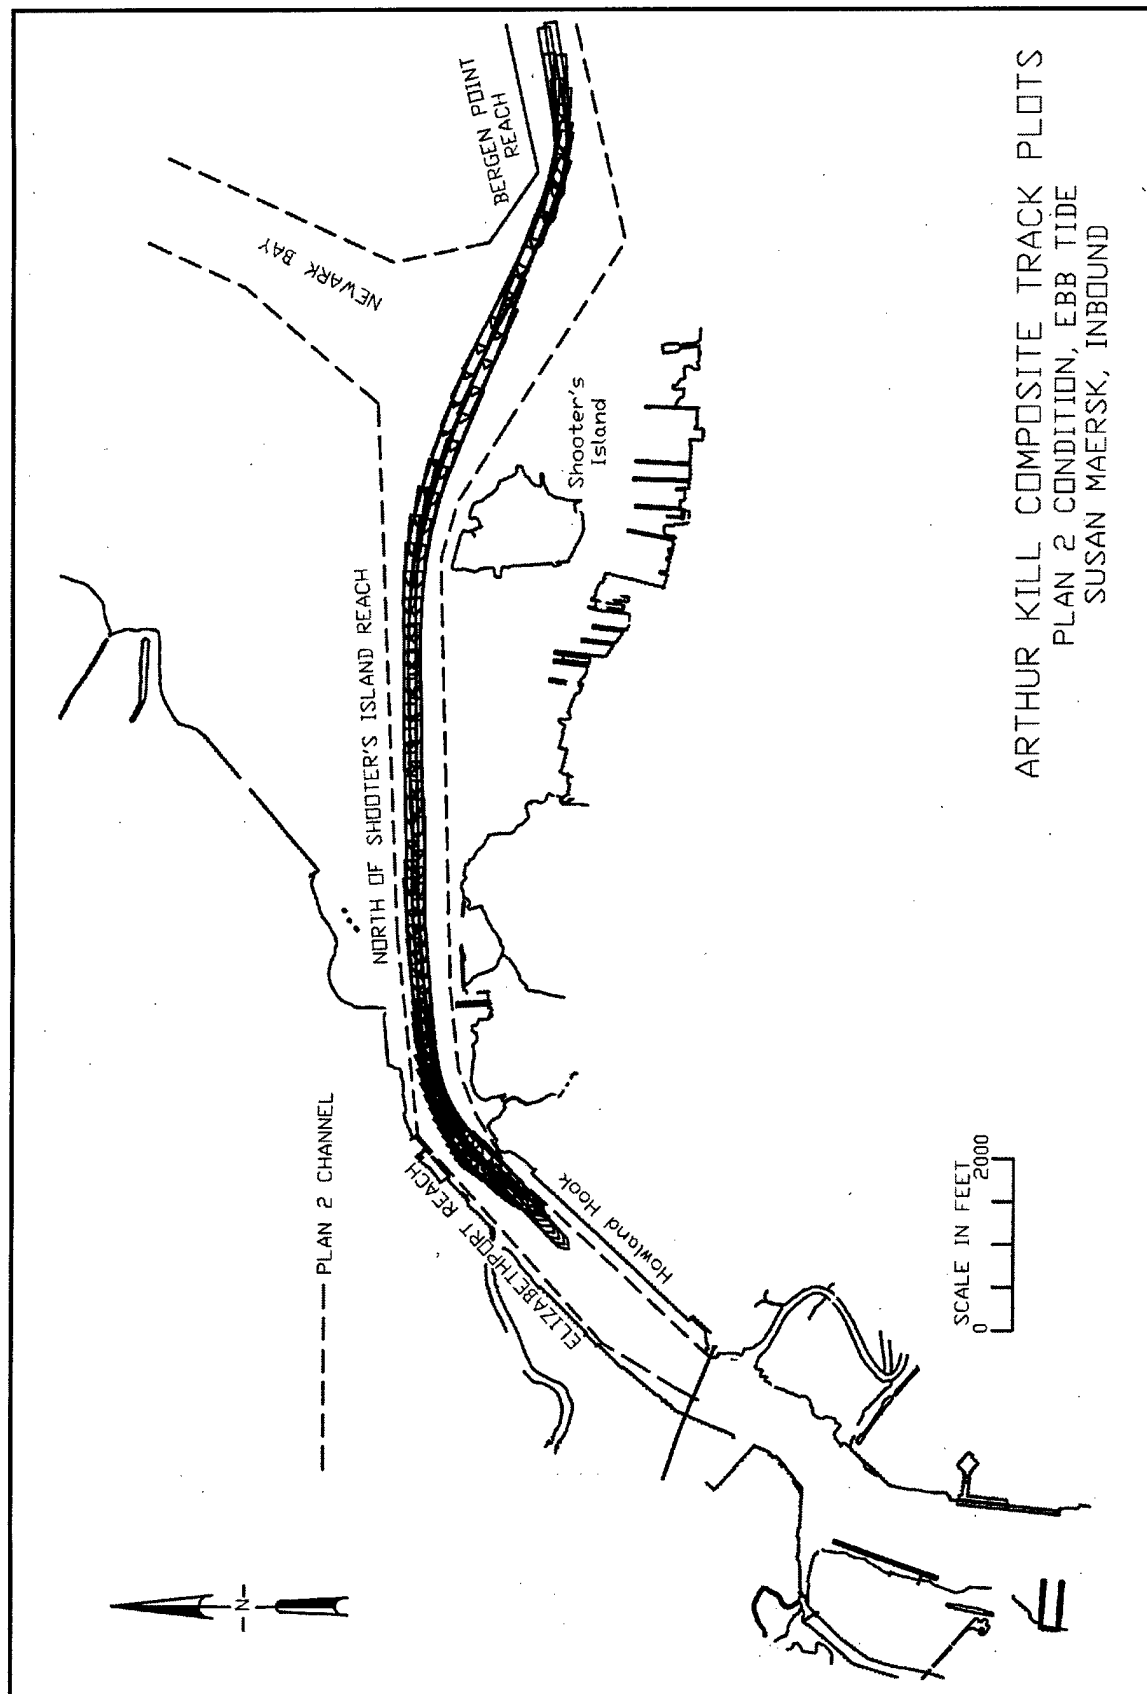 BERGEN POINT
REACH
NEWARK BAY
Shooter's
Island
NORTH OF SHOOTER'S ISLAND REACH
ELIZABETHPORT REACH
Howland Hook
PLAN 2 CHANNEL
N
SCALE IN FEET
0 2000
ARTHUR KILL COMPOSITE TRACK PLOTS
PLAN 2 CONDITION, EBB TIDE
SUSAN MAERSK, INBOUND